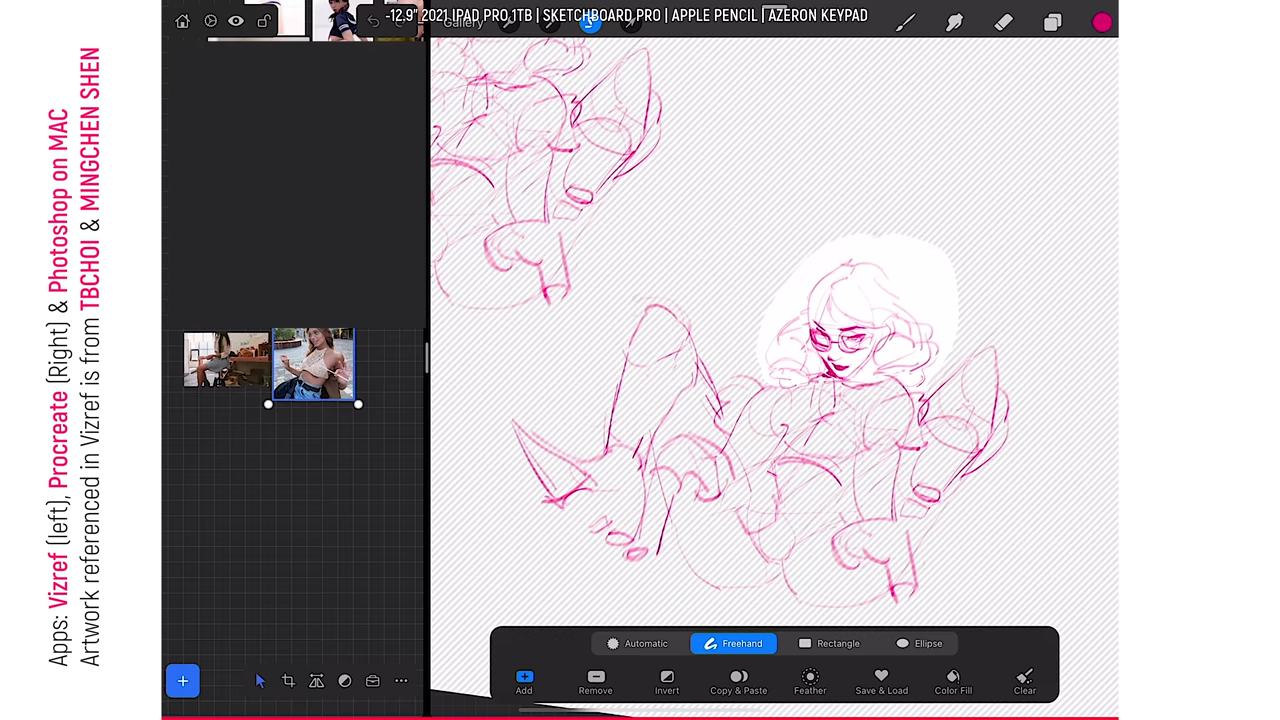 -12.9" 2021 IPAD PRO 1TB | SKETCHBOARD PRO | APPLE PENCIL | AZERON KEYPAD
Gallery
Apps: Vizref (left), Procreate (Right) & Photoshop on MAC
Artwork referenced in Vizref is from TBCHOI & MINGCHEN SHEN
Automatic
Freehand
Rectangle
Ellipse
Add
Remove
Invert
Copy & Paste
Feather
Save & Load
Color Fill
Clear